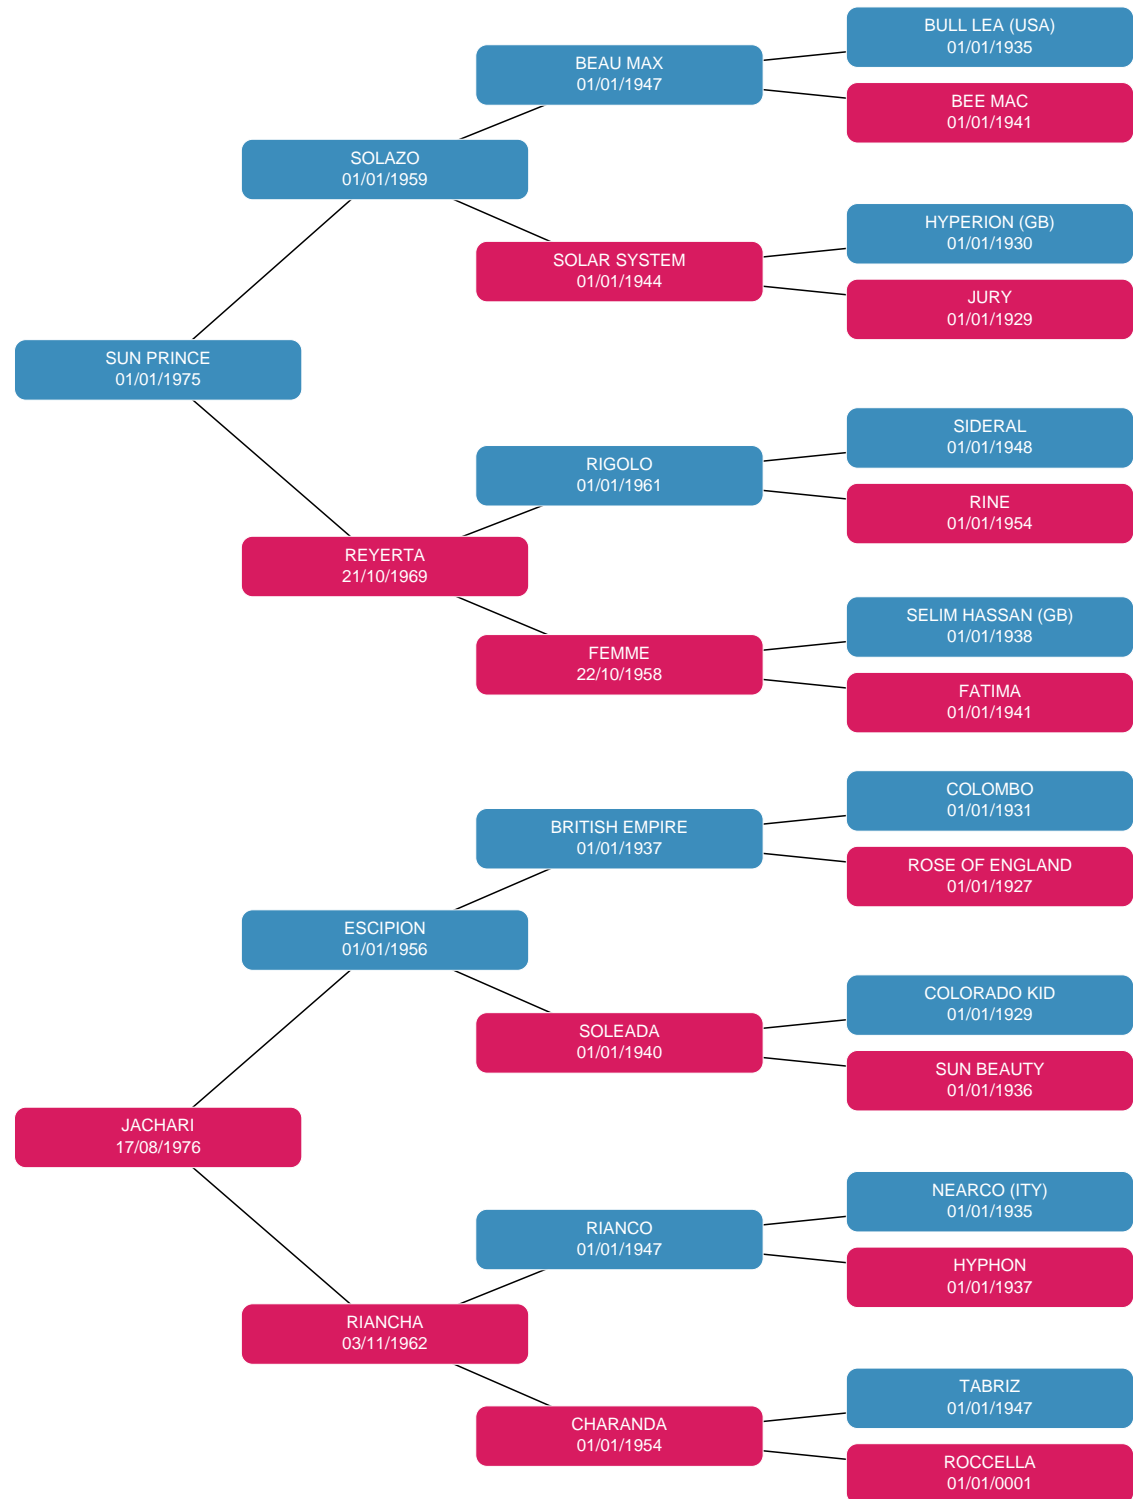 BULL LEA (USA)
01/01/1935
BEAU MAX
01/01/1947
BEE MAC
01/01/1941
SOLAZO
01/01/1959
HYPERION (GB)
01/01/1930
SOLAR SYSTEM
01/01/1944
JURY
01/01/1929
SUN PRINCE
01/01/1975
SIDERAL
01/01/1948
RIGOLO
01/01/1961
RINE
01/01/1954
REYERTA
21/10/1969
SELIM HASSAN (GB)
01/01/1938
FEMME
22/10/1958
FATIMA
01/01/1941
COLOMBO
01/01/1931
BRITISH EMPIRE
01/01/1937
ROSE OF ENGLAND
01/01/1927
ESCIPION
01/01/1956
COLORADO KID
01/01/1929
SOLEADA
01/01/1940
SUN BEAUTY
01/01/1936
JACHARI
17/08/1976
NEARCO (ITY)
01/01/1935
RIANCO
01/01/1947
HYPHON
01/01/1937
RIANCHA
03/11/1962
TABRIZ
01/01/1947
CHARANDA
01/01/1954
ROCCELLA
01/01/0001